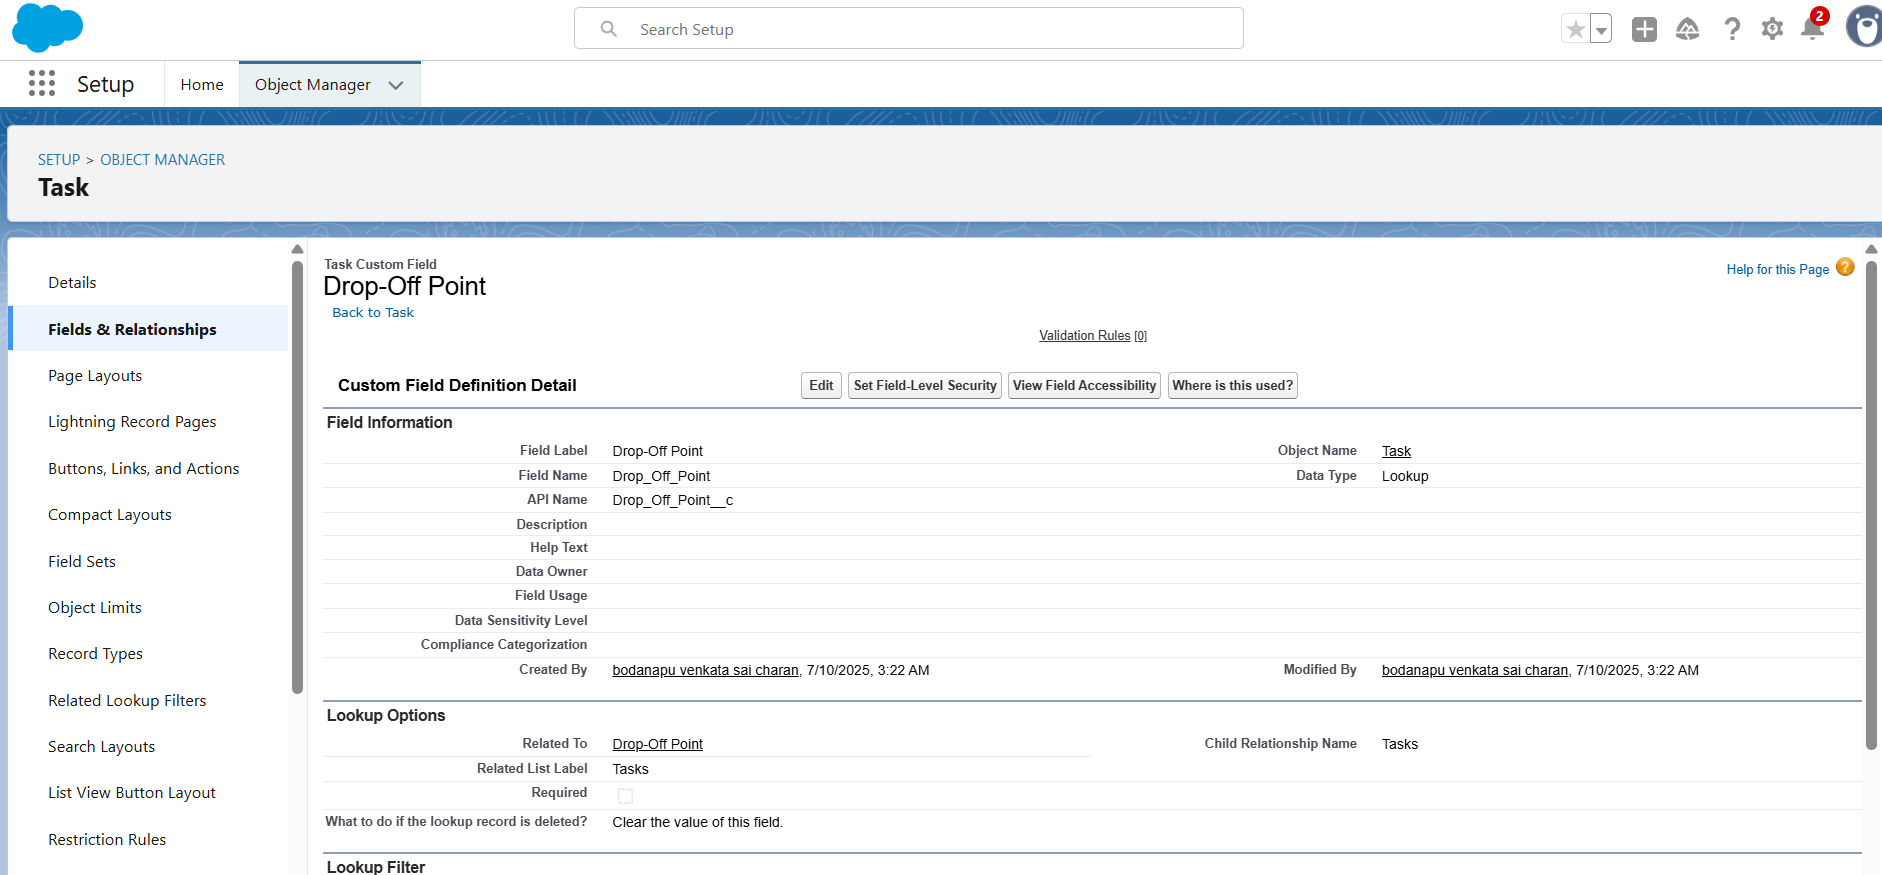 Search Setup
2
Setup
Home
Object Manager
SETUP > OBJECT MANAGER
Task
Details
Fields & Relationships
Page Layouts
Lightning Record Pages
Buttons, Links, and Actions
Compact Layouts
Field Sets
Object Limits
Record Types
Related Lookup Filters
Search Layouts
List View Button Layout
Restriction Rules
Task Custom Field
Drop-Off Point
Back to Task
Help for this Page ?
Validation Rules [0]
Custom Field Definition Detail
Edit
Set Field-Level Security
View Field Accessibility
Where is this used?
Field Information
Field Label Drop-Off Point Object Name Task
Field Name Drop_Off_Point Data Type Lookup
API Name Drop_Off_Point__c
Description
Help Text
Data Owner
Field Usage
Data Sensitivity Level
Compliance Categorization
Created By bodanapu venkata sai charan, 7/10/2025, 3:22 AM Modified By bodanapu venkata sai charan, 7/10/2025, 3:22 AM
Lookup Options
Related To Drop-Off Point Child Relationship Name Tasks
Related List Label Tasks
Required
What to do if the lookup record is deleted? Clear the value of this field.
Lookup Filter